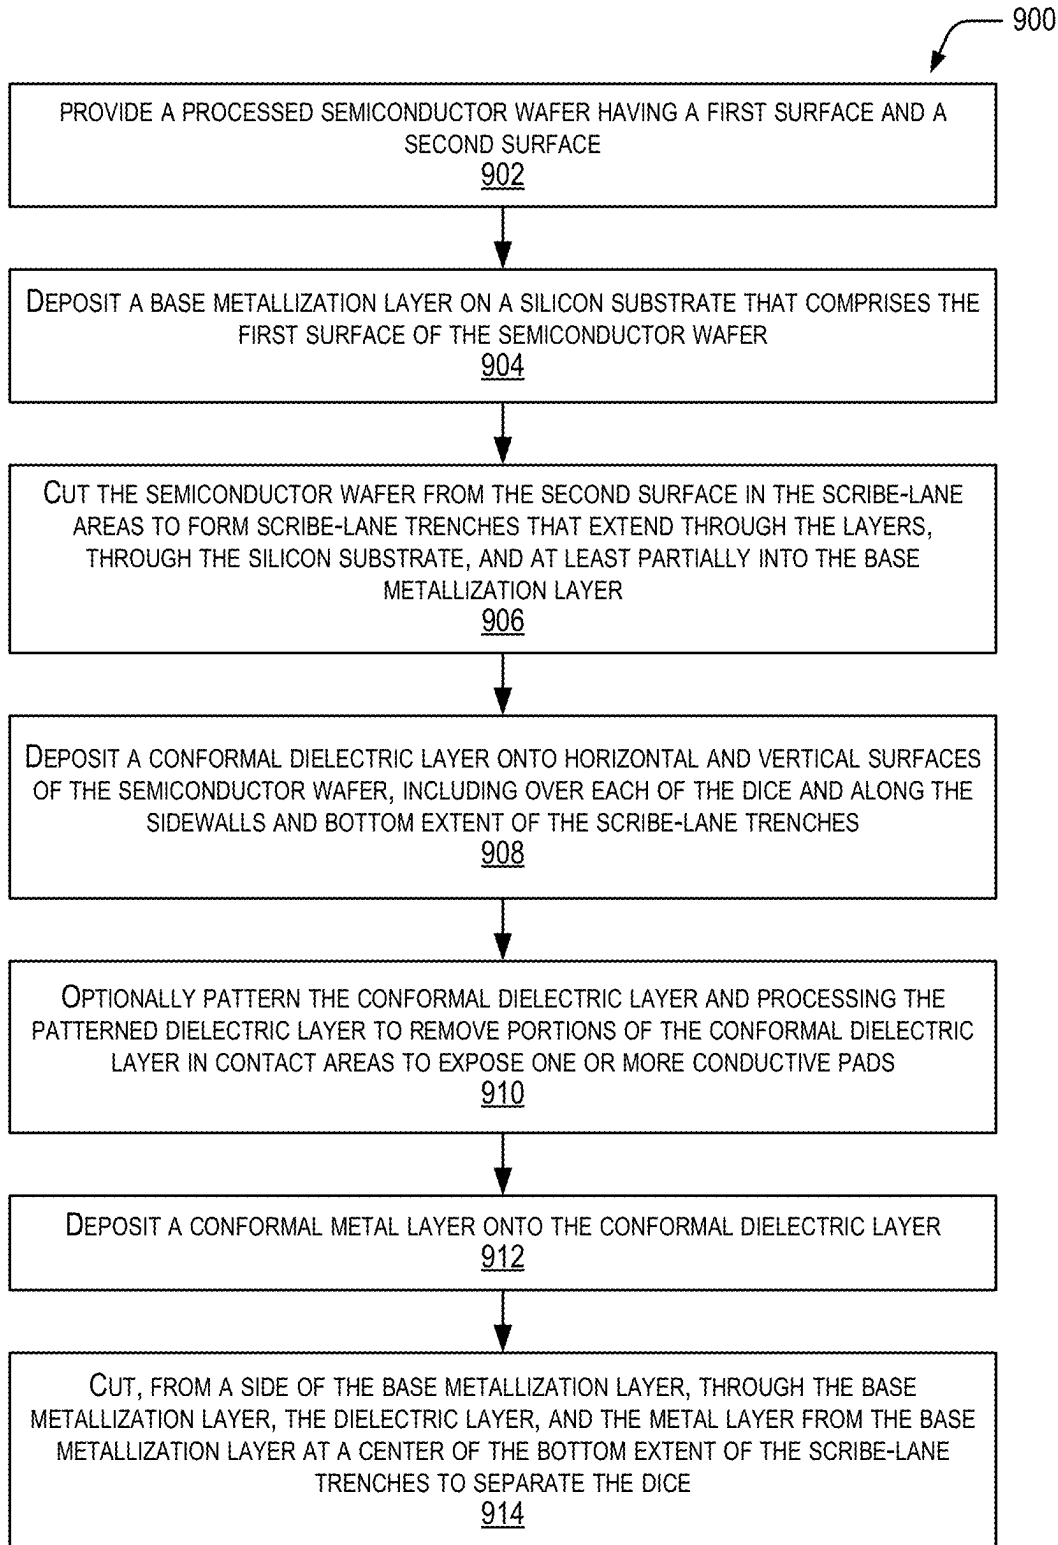 900
PROVIDE A PROCESSED SEMICONDUCTOR WAFER HAVING A FIRST SURFACE AND A
SECOND SURFACE
902
DEPOSIT A BASE METALLIZATION LAYER ON A SILICON SUBSTRATE THAT COMPRISES THE
FIRST SURFACE OF THE SEMICONDUCTOR WAFER
904
CUT THE SEMICONDUCTOR WAFER FROM THE SECOND SURFACE IN THE SCRIBE-LANE
AREAS TO FORM SCRIBE-LANE TRENCHES THAT EXTEND THROUGH THE LAYERS,
THROUGH THE SILICON SUBSTRATE, AND AT LEAST PARTIALLY INTO THE BASE
METALLIZATION LAYER
906
DEPOSIT A CONFORMAL DIELECTRIC LAYER ONTO HORIZONTAL AND VERTICAL SURFACES
OF THE SEMICONDUCTOR WAFER, INCLUDING OVER EACH OF THE DICE AND ALONG THE
SIDEWALLS AND BOTTOM EXTENT OF THE SCRIBE-LANE TRENCHES
908
OPTIONALLY PATTERN THE CONFORMAL DIELECTRIC LAYER AND PROCESSING THE
PATTERNED DIELECTRIC LAYER TO REMOVE PORTIONS OF THE CONFORMAL DIELECTRIC
LAYER IN CONTACT AREAS TO EXPOSE ONE OR MORE CONDUCTIVE PADS
910
DEPOSIT A CONFORMAL METAL LAYER ONTO THE CONFORMAL DIELECTRIC LAYER
912
CUT, FROM A SIDE OF THE BASE METALLIZATION LAYER, THROUGH THE BASE
METALLIZATION LAYER, THE DIELECTRIC LAYER, AND THE METAL LAYER FROM THE BASE
METALLIZATION LAYER AT A CENTER OF THE BOTTOM EXTENT OF THE SCRIBE-LANE
TRENCHES TO SEPARATE THE DICE
914